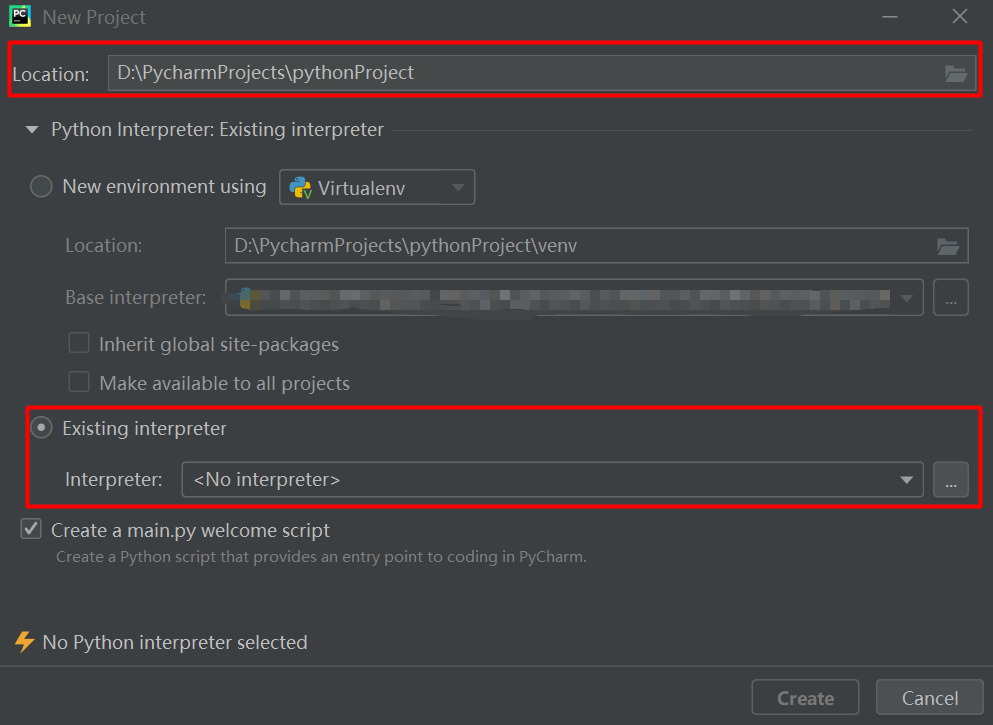 PC New Project
Location: D:\PycharmProjects\pythonProject
Python Interpreter: Existing interpreter
New environment using Virtualenv
Location: D:\PycharmProjects\pythonProject\venv
Base interpreter: ...
Inherit global site-packages
Make available to all projects
Existing interpreter
Interpreter: <No interpreter> ...
Create a main.py welcome script
Create a Python script that provides an entry point to coding in PyCharm.
No Python interpreter selected
Create Cancel